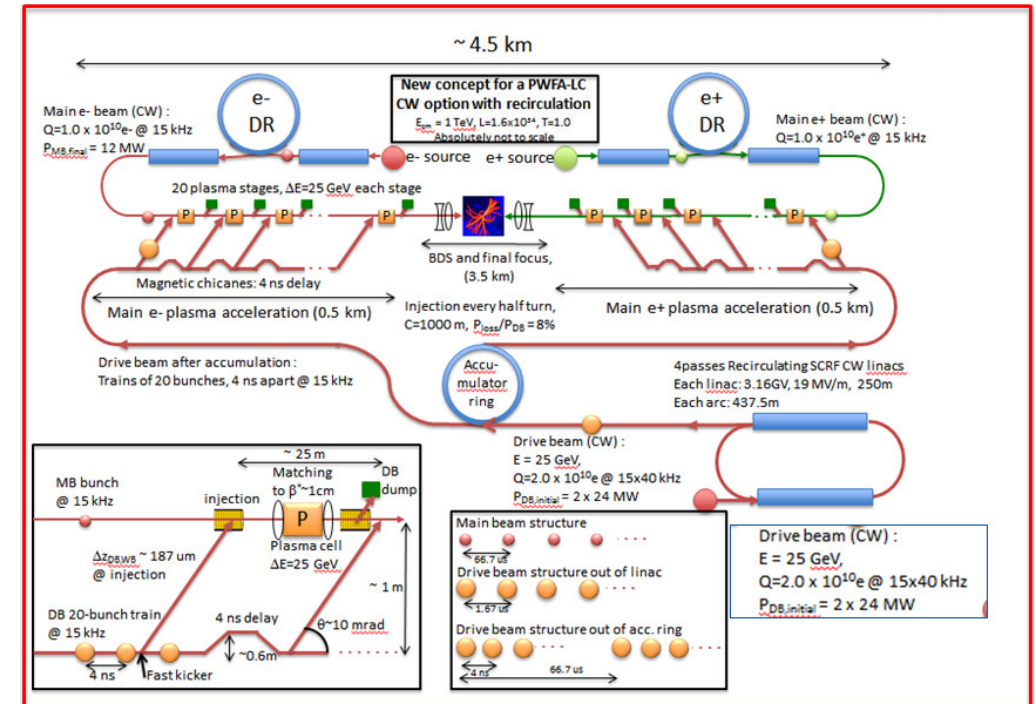 ~ 4.5 km
New concept for a PWFA-LC
CW option with recirculation
E_cm = 1 TeV, L=1.6x10³⁴, T=1.0
Absolutely not to scale
e-
DR
e+
DR
Main e- beam (CW) :
Q=1.0 x 10¹⁰e- @ 15 kHz
P_MB,final = 12 MW
Main e+ beam (CW) :
Q=1.0 x 10¹⁰e⁺ @ 15 kHz
e- source
e+ source
20 plasma stages, ΔE=25 GeV each stage
P P P P
P P P P
BDS and final focus,
(3.5 km)
Magnetic chicanes: 4 ns delay
Main e- plasma acceleration (0.5 km)
Main e+ plasma acceleration (0.5 km)
Injection every half turn,
C=1000 m, P_loss/P_DB = 8%
Drive beam after accumulation :
Trains of 20 bunches, 4 ns apart @ 15 kHz
Accu-
mulator
ring
4passes Recirculating SCRF CW linacs
Each linac: 3.16GV, 19 MV/m, 250m
Each arc: 437.5m
Drive beam (CW) :
E = 25 GeV,
Q=2.0 x 10¹⁰e @ 15x40 kHz
P_DB,initial = 2 x 24 MW
~ 25 m
MB bunch
@ 15 kHz
injection
Matching
to β*~1cm
DB
dump
P
Plasma cell
ΔE=25 GeV
Δz_DB,WB ~ 187 um
@ injection
~ 1 m
DB 20-bunch train
@ 15 kHz
4 ns delay
θ~10 mrad
~0.6m
4 ns
Fast kicker
Main beam structure
66.7 us
Drive beam structure out of linac
1.67 us
Drive beam structure out of acc. ring
4 ns
66.7 us
Drive beam (CW) :
E = 25 GeV,
Q=2.0 x 10¹⁰e @ 15x40 kHz
P_DB,initial = 2 x 24 MW